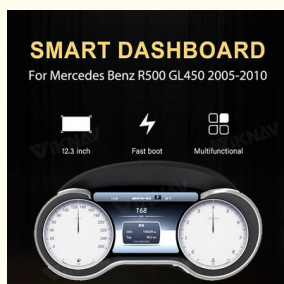 SMART DASHBOARD
For Mercedes Benz R500 GL450 2005-2010
12.3 inch
Fast boot
Multifunctional
168